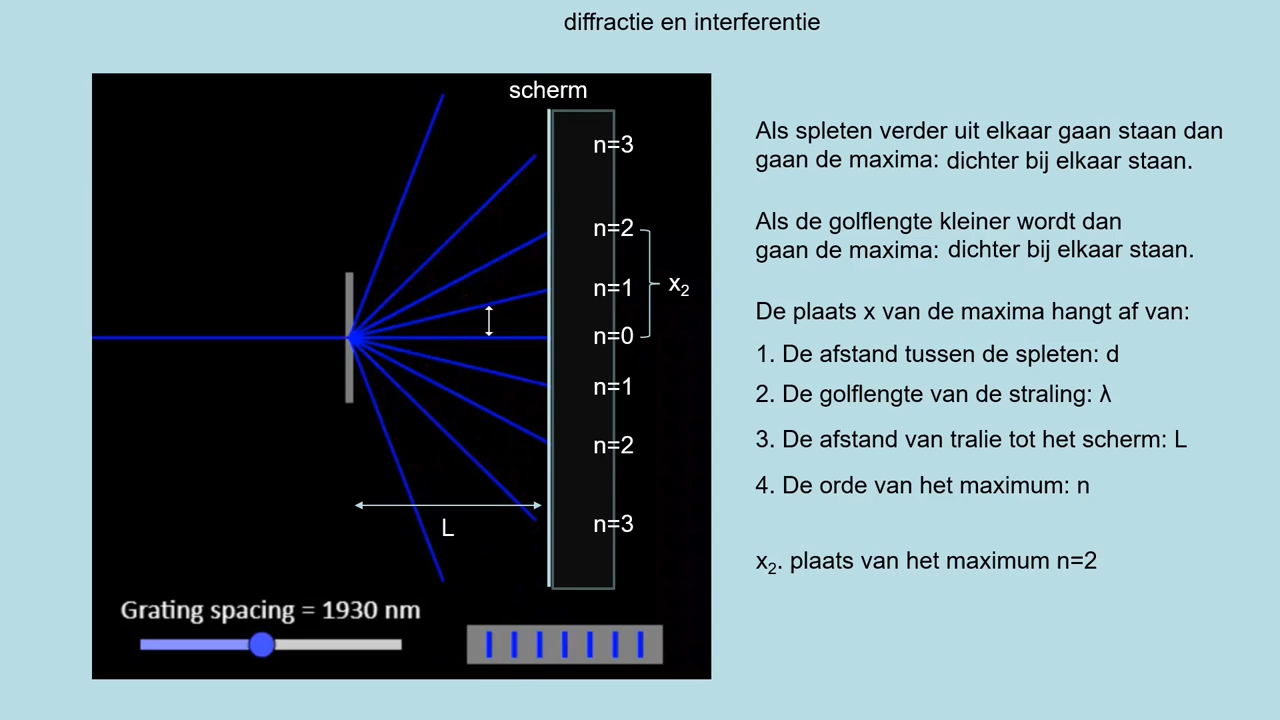 diffractie en interferentie
scherm
n=3
n=2
n=1
x₂
n=0
n=1
n=2
n=3
L
Grating spacing = 1930 nm
Als spleten verder uit elkaar gaan staan dan
gaan de maxima: dichter bij elkaar staan.
Als de golflengte kleiner wordt dan
gaan de maxima: dichter bij elkaar staan.
De plaats x van de maxima hangt af van:
1. De afstand tussen de spleten: d
2. De golflengte van de straling: λ
3. De afstand van tralie tot het scherm: L
4. De orde van het maximum: n
x₂. plaats van het maximum n=2